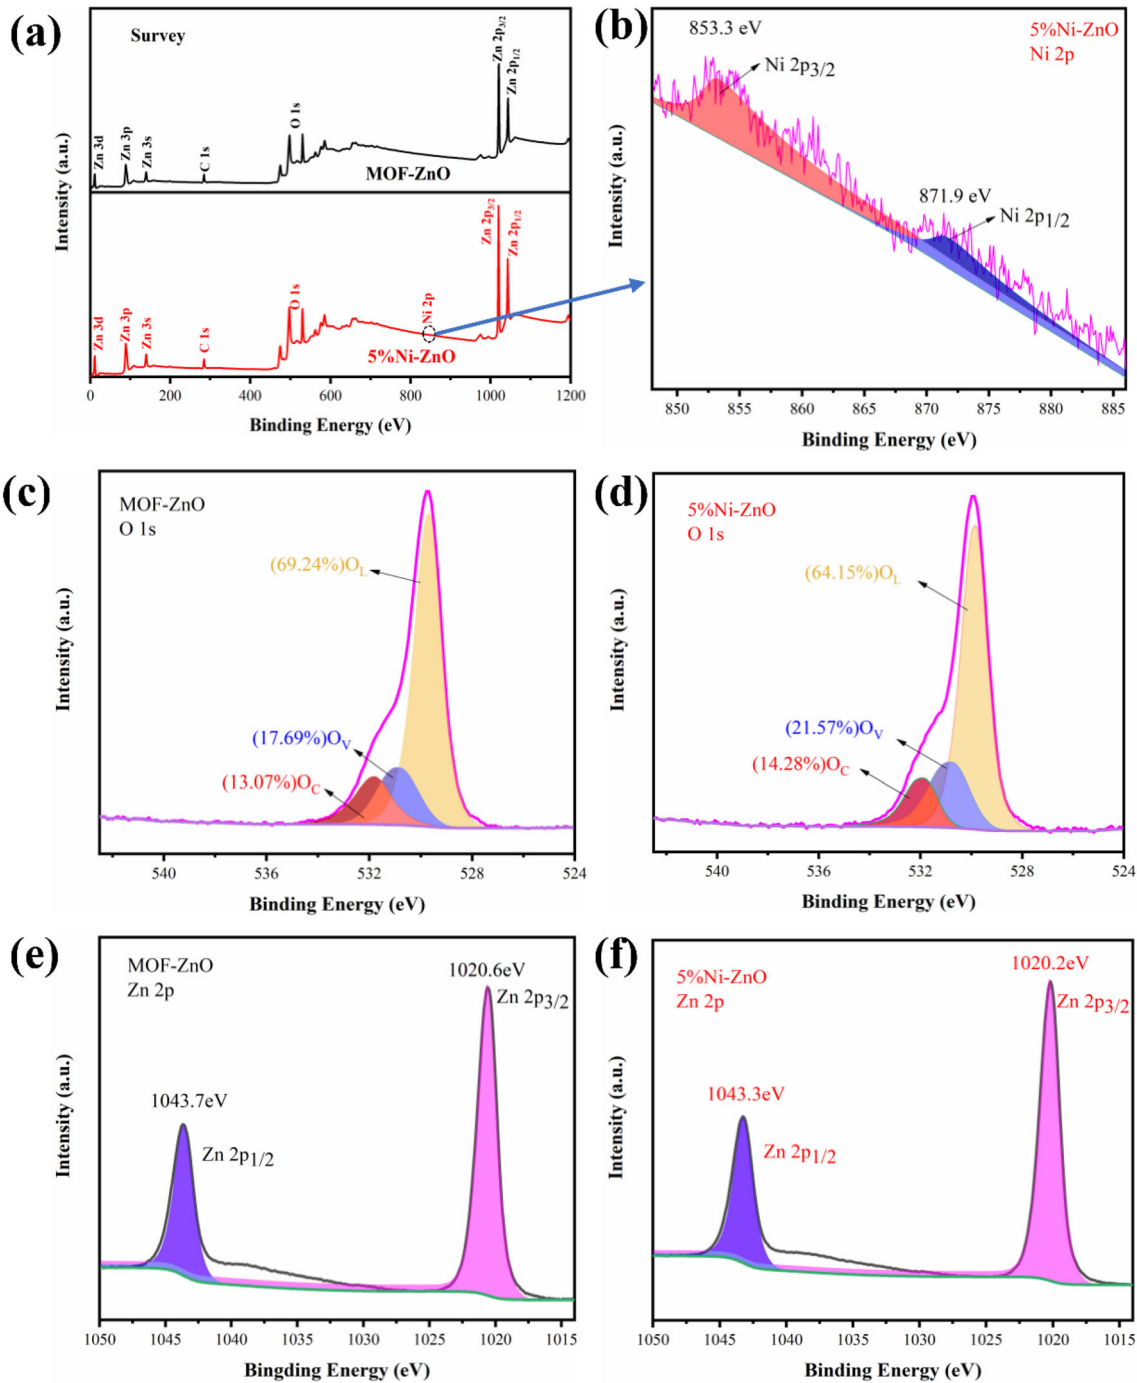 (a)
Survey
Zn 3d
Zn 3p
Zn 3s
C 1s
O 1s
Zn 2p3/2
Zn 2p1/2
MOF-ZnO
Zn 3d
Zn 3p
Zn 3s
C 1s
O 1s
Ni 2p
Zn 2p3/2
Zn 2p1/2
5%Ni-ZnO
Intensity (a.u.)
0 200 400 600 800 1000 1200
Binding Energy (eV)
(b)
853.3 eV
5%Ni-ZnO
Ni 2p
Ni 2p3/2
871.9 eV
Ni 2p1/2
Intensity (a.u.)
850 855 860 865 870 875 880 885
Binding Energy (eV)
(c)
MOF-ZnO
O 1s
(69.24%)OL
(17.69%)OV
(13.07%)OC
Intensity (a.u.)
540 536 532 528 524
Binding Energy (eV)
(d)
5%Ni-ZnO
O 1s
(64.15%)OL
(21.57%)OV
(14.28%)OC
Intensity (a.u.)
540 536 532 528 524
Binding Energy (eV)
(e)
MOF-ZnO
Zn 2p
1020.6eV
Zn 2p3/2
1043.7eV
Zn 2p1/2
Intensity (a.u.)
1050 1045 1040 1030 1025 1020 1015
Bingding Energy (eV)
(f)
5%Ni-ZnO
Zn 2p
1020.2eV
Zn 2p3/2
1043.3eV
Zn 2p1/2
Intensity (a.u.)
1050 1045 1040 1035 1030 1025 1020 1015
Binding Energy (eV)